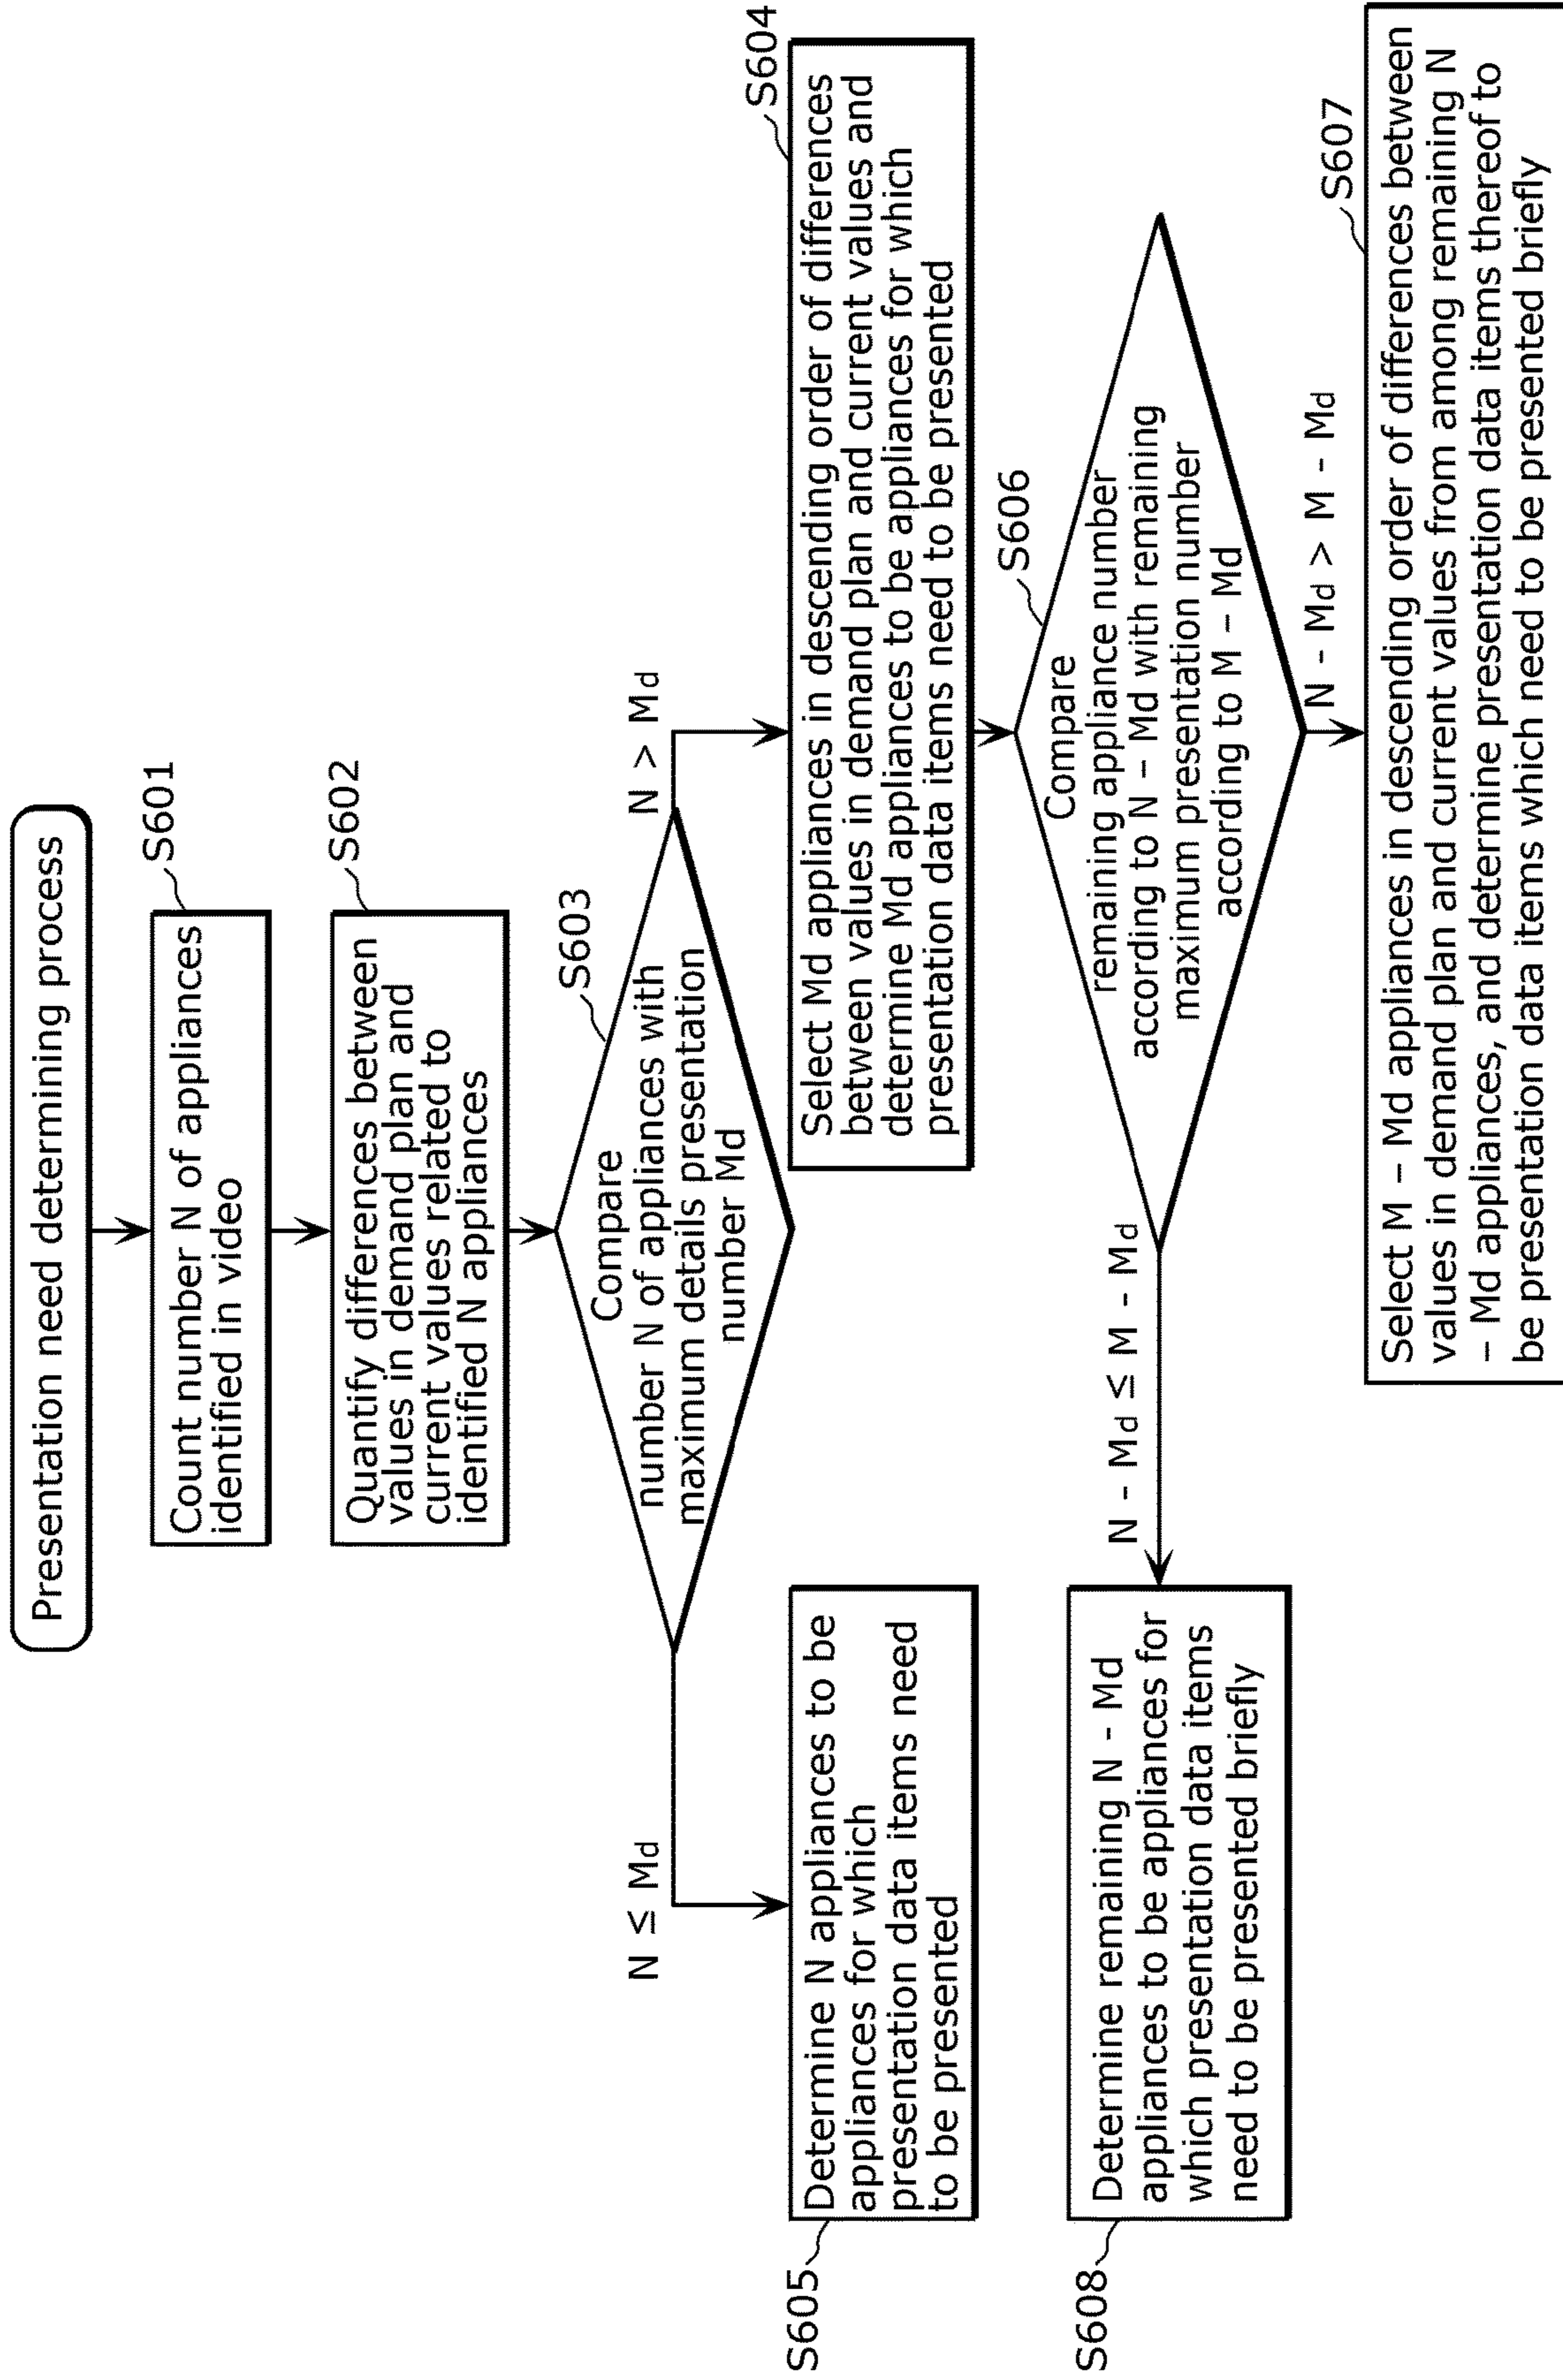 Presentation need determining process
S601
Count number N of appliances
identified in video
S602
Quantify differences between
values in demand plan and
current values related to
identified N appliances
S603
Compare
number N of appliances with
maximum details presentation
number Md
N ≤ Md
N > Md
S604
Select Md appliances in descending order of differences
between values in demand plan and current values and
determine Md appliances to be appliances for which
presentation data items need to be presented
S605
Determine N appliances to be
appliances for which
presentation data items need
to be presented
S606
Compare
remaining appliance number
according to N – Md with remaining
maximum presentation number
according to M – Md
N - Md ≤ M - Md
N - Md > M - Md
S608
Determine remaining N - Md
appliances to be appliances for
which presentation data items
need to be presented briefly
S607
Select M – Md appliances in descending order of differences between
values in demand plan and current values from among remaining N
– Md appliances, and determine presentation data items thereof to
be presentation data items which need to be presented briefly